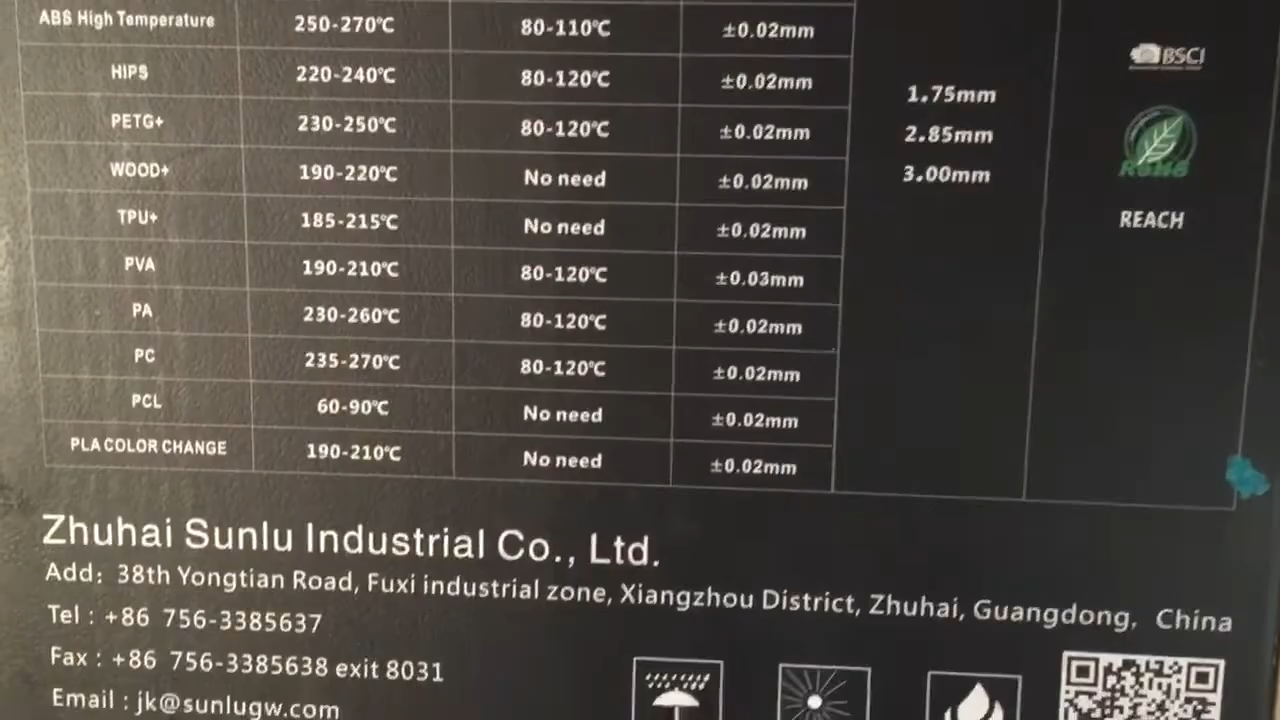 ABS High Temperature 250-270℃ 80-110℃ ±0.02mm
HIPS 220-240℃ 80-120℃ ±0.02mm
PETG+ 230-250℃ 80-120℃ ±0.02mm
WOOD+ 190-220℃ No need ±0.02mm
TPU+ 185-215℃ No need ±0.02mm
PVA 190-210℃ 80-120℃ ±0.03mm
PA 230-260℃ 80-120℃ ±0.02mm
PC 235-270℃ 80-120℃ ±0.02mm
PCL 60-90℃ No need ±0.02mm
PLA COLOR CHANGE 190-210℃ No need ±0.02mm
1.75mm
2.85mm
3.00mm
BSCI
RoHS
REACH
Zhuhai Sunlu Industrial Co., Ltd.
Add: 38th Yongtian Road, Fuxi industrial zone, Xiangzhou District, Zhuhai, Guangdong, China
Tel : +86 756-3385637
Fax : +86 756-3385638 exit 8031
Email : jk@sunlugw.com